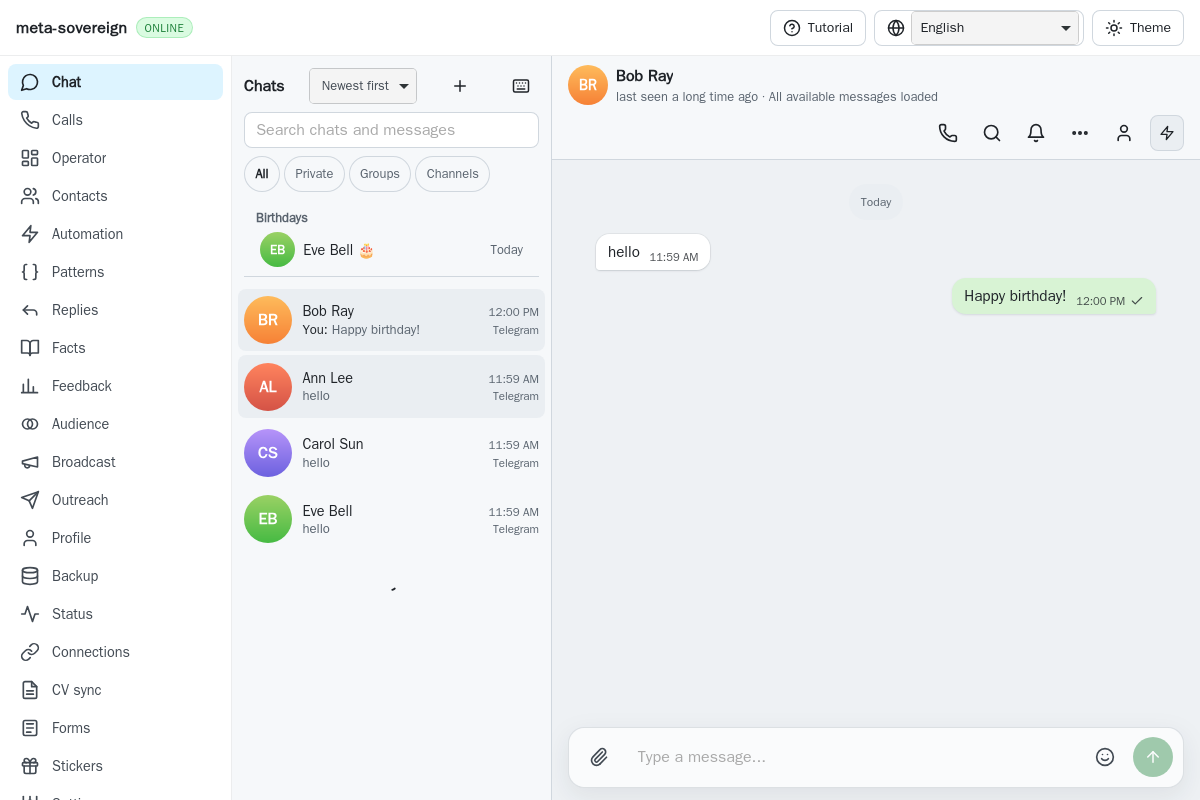 meta-sovereign ONLINE
Tutorial
English
Theme
Chat
Calls
Operator
Contacts
Automation
Patterns
Replies
Facts
Feedback
Audience
Broadcast
Outreach
Profile
Backup
Status
Connections
CV sync
Forms
Stickers
Chats
Newest first
Search chats and messages
All Private Groups Channels
Birthdays
EB Eve Bell 🎂 Today
BR Bob Ray 12:00 PM
You: Happy birthday! Telegram
AL Ann Lee 11:59 AM
hello Telegram
CS Carol Sun 11:59 AM
hello Telegram
EB Eve Bell 11:59 AM
hello Telegram
BR Bob Ray
last seen a long time ago · All available messages loaded
Today
hello 11:59 AM
Happy birthday! 12:00 PM
Type a message...